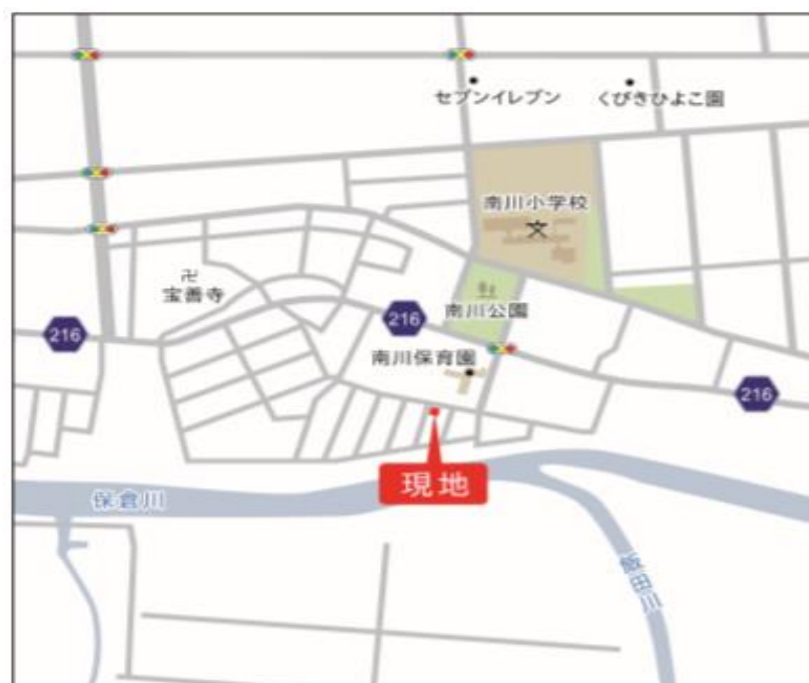 セブンイレブン
くびきひよこ園
南川小学校
文
卍
宝善寺
南川公園
216
216
南川保育園
216
現地
保倉川
飯田川